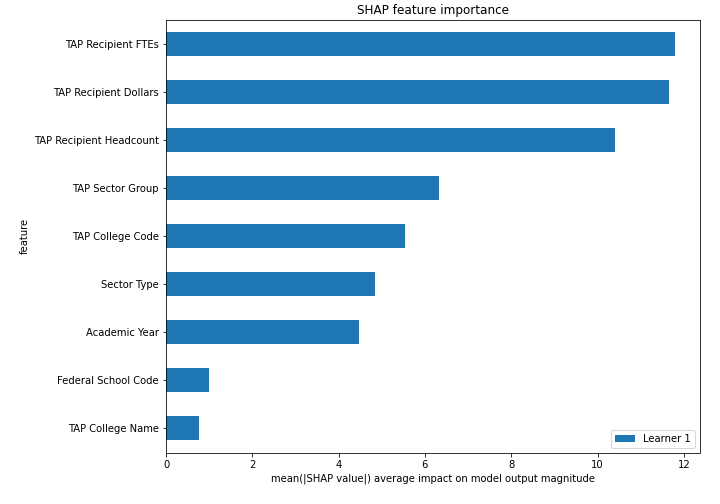 SHAP feature importance
TAP Recipient FTEs
TAP Recipient Dollars
TAP Recipient Headcount
TAP Sector Group
TAP College Code
Sector Type
Academic Year
Federal School Code
TAP College Name
feature
Learner 1
0 2 4 6 8 10 12
mean(|SHAP value|) average impact on model output magnitude